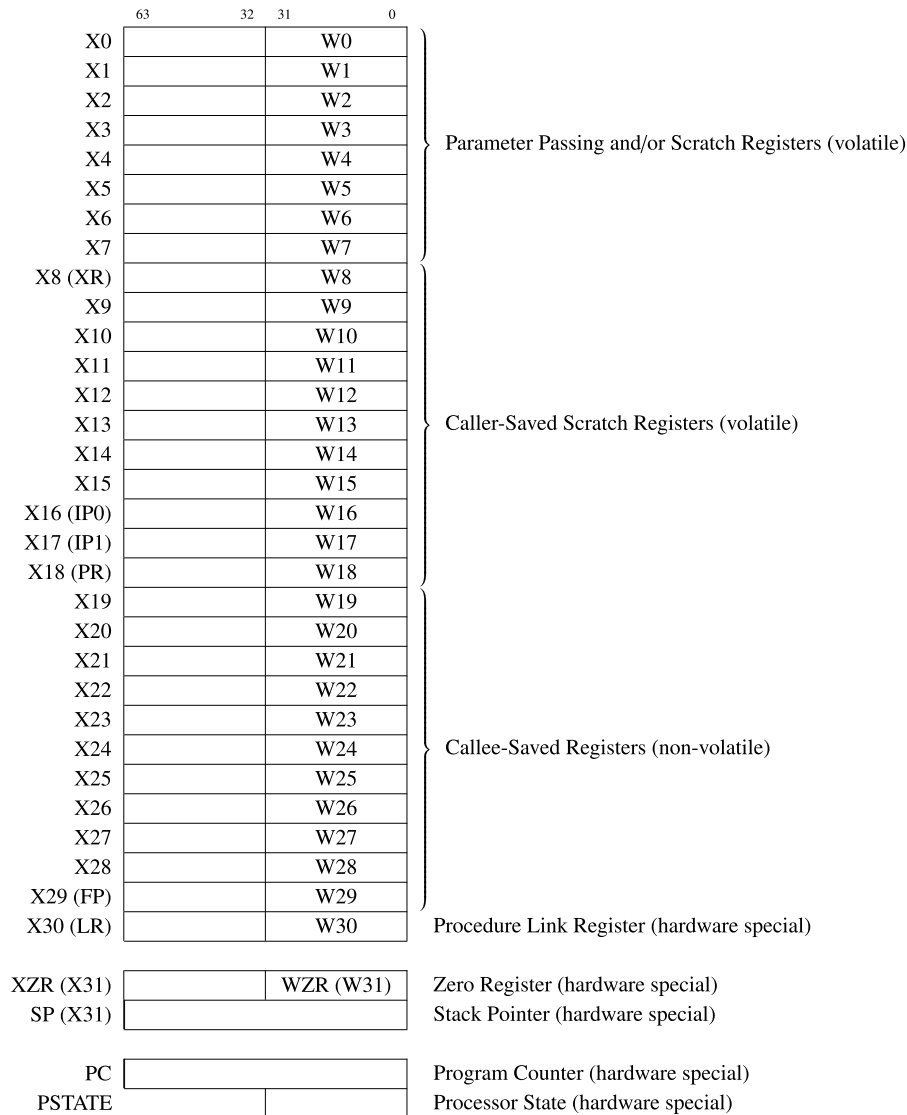 63 32 31 0
X0 W0
X1 W1
X2 W2
X3 W3
Parameter Passing and/or Scratch Registers (volatile)
X4 W4
X5 W5
X6 W6
X7 W7
X8 (XR) W8
X9 W9
X10 W10
X11 W11
X12 W12
X13 W13 Caller-Saved Scratch Registers (volatile)
X14 W14
X15 W15
X16 (IP0) W16
X17 (IP1) W17
X18 (PR) W18
X19 W19
X20 W20
X21 W21
X22 W22
X23 W23
X24 W24 Callee-Saved Registers (non-volatile)
X25 W25
X26 W26
X27 W27
X28 W28
X29 (FP) W29
X30 (LR) W30 Procedure Link Register (hardware special)
XZR (X31) WZR (W31) Zero Register (hardware special)
SP (X31) Stack Pointer (hardware special)
PC Program Counter (hardware special)
PSTATE Processor State (hardware special)